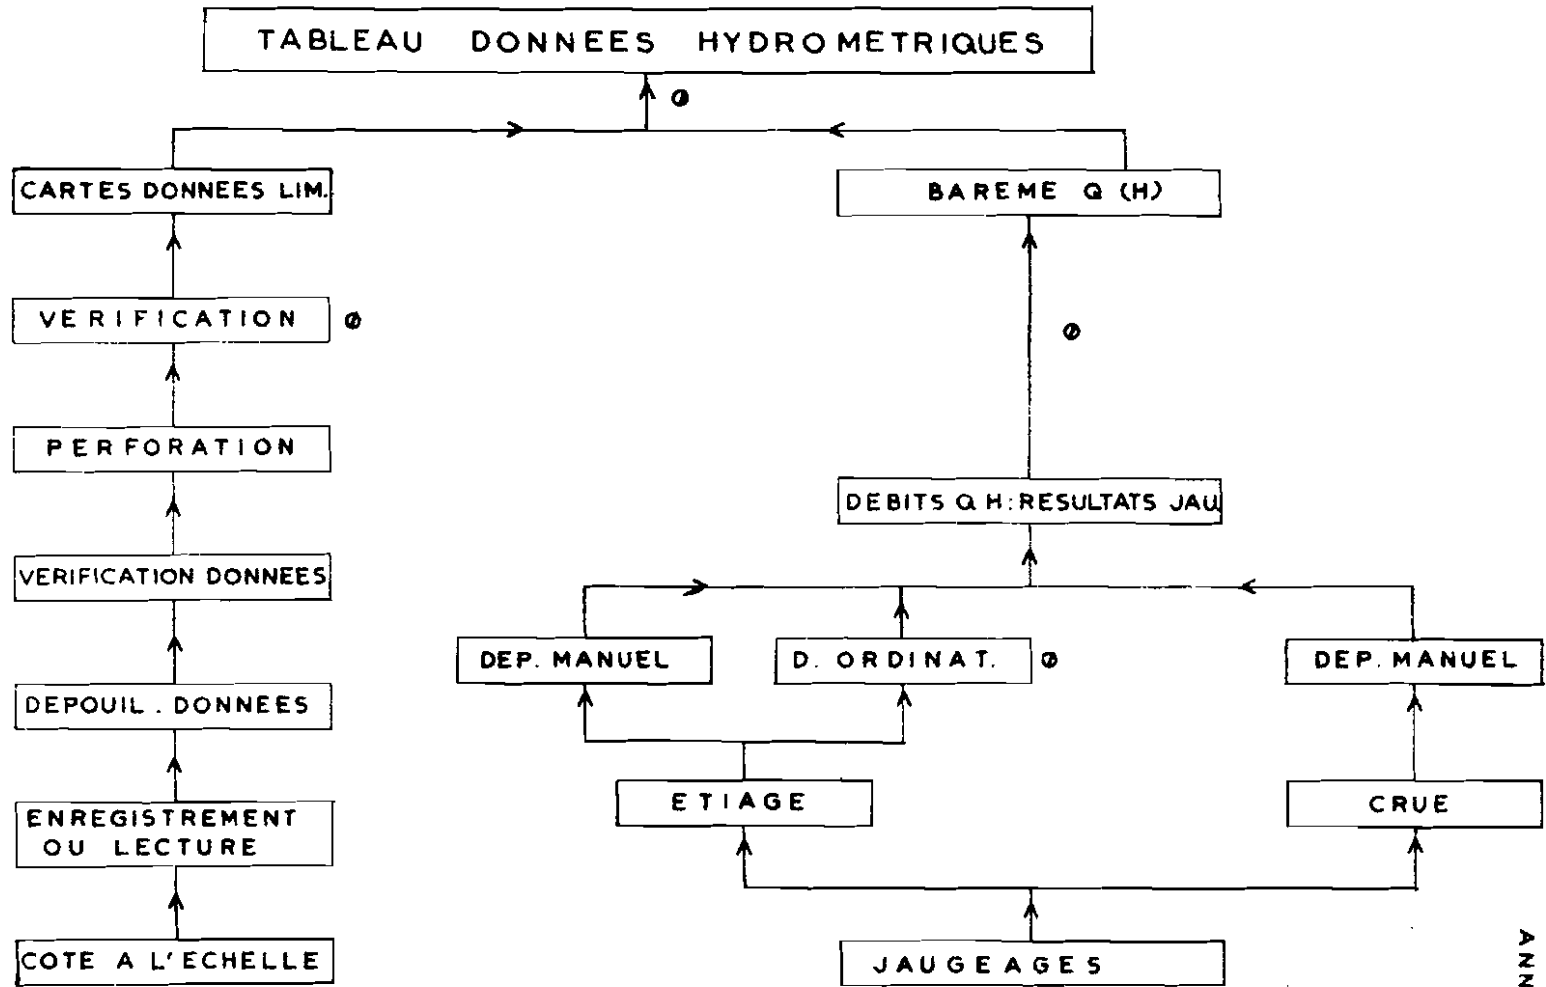 TABLEAU DONNEES HYDROMETRIQUES
CARTES DONNEES LIM.
BAREME Q (H)
VERIFICATION
PERFORATION
DEBITS Q H: RESULTATS JAU
VERIFICATION DONNEES
DEP. MANUEL
D. ORDINAT.
DEP. MANUEL
DEPOUIL. DONNEES
ETIAGE
CRUE
ENREGISTREMENT
OU LECTURE
COTE A L'ECHELLE
JAUGEAGES
ANN